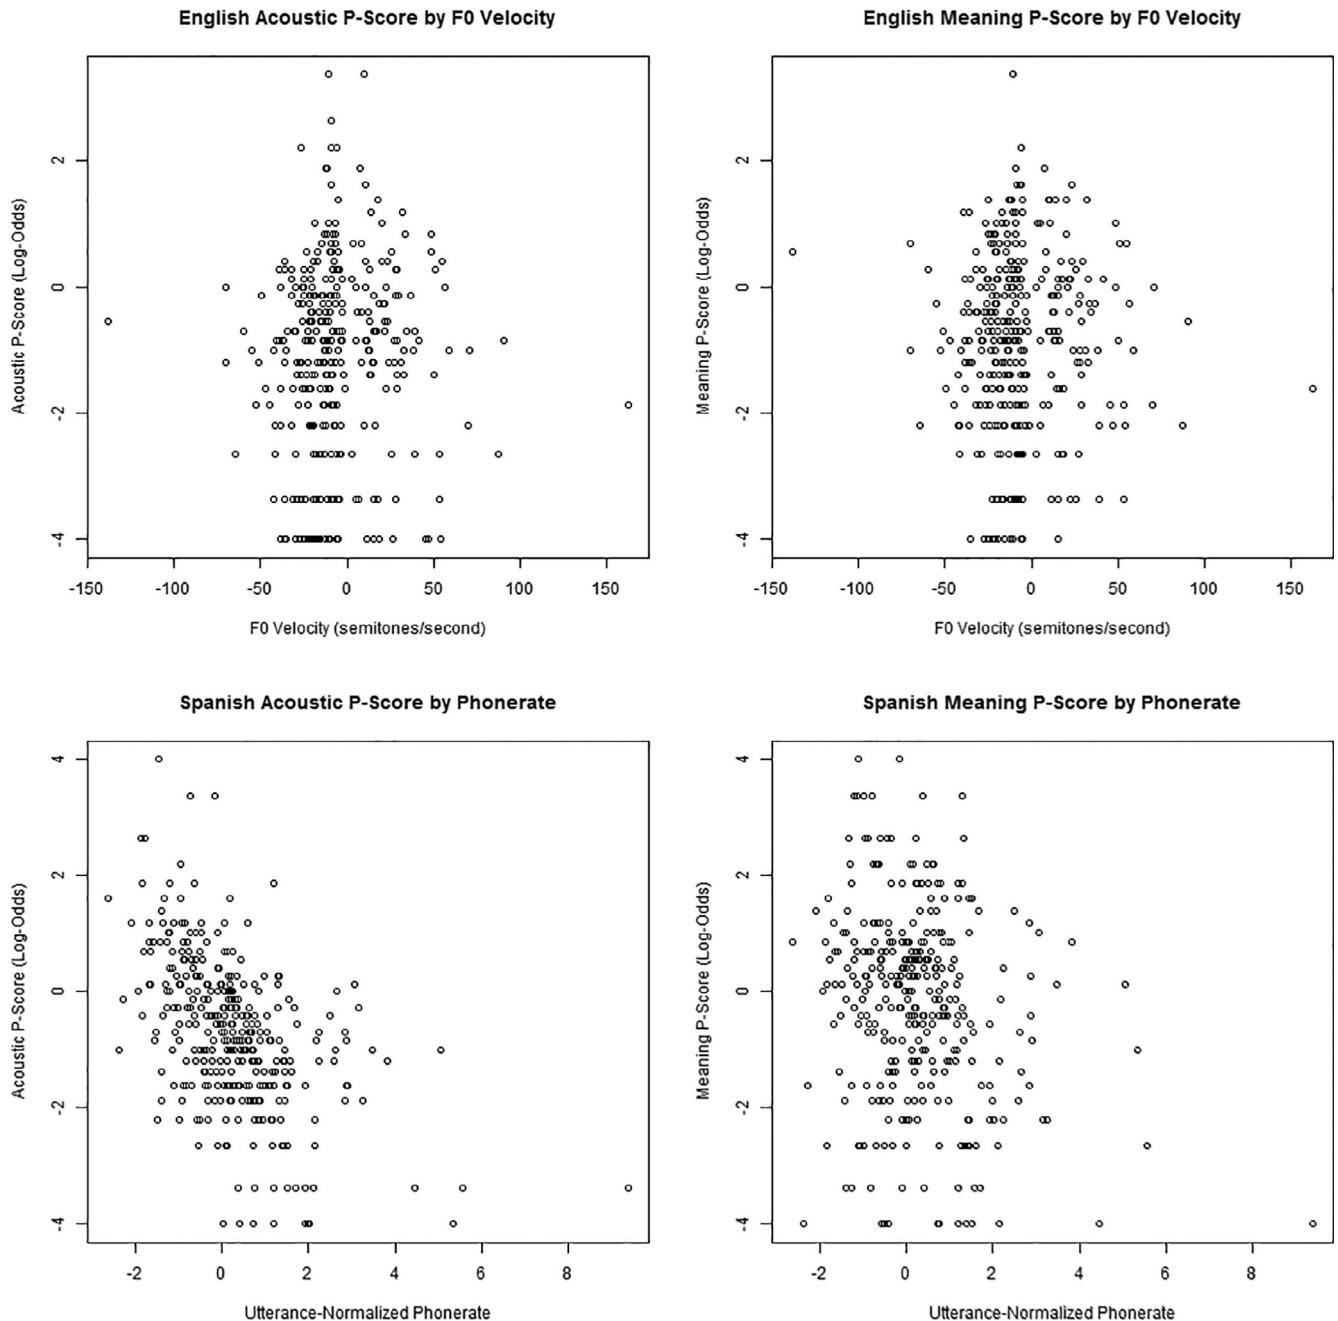 English Acoustic P-Score by F0 Velocity
Acoustic P-Score (Log-Odds)
2
0
-2
-4
-150 -100 -50 0 50 100 150
F0 Velocity (semitones/second)
English Meaning P-Score by F0 Velocity
Meaning P-Score (Log-Odds)
2
0
-2
-4
-150 -100 -50 0 50 100 150
F0 Velocity (semitones/second)
Spanish Acoustic P-Score by Phonerate
Acoustic P-Score (Log-Odds)
4
2
0
-2
-4
-2 0 2 4 6 8
Utterance-Normalized Phonerate
Spanish Meaning P-Score by Phonerate
Meaning P-Score (Log-Odds)
4
2
0
-2
-4
-2 0 2 4 6 8
Utterance-Normalized Phonerate